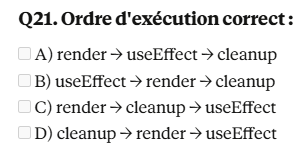 Q21. Ordre d'exécution correct :
A) render → useEffect → cleanup
B) useEffect → render → cleanup
C) render → cleanup → useEffect
D) cleanup → render → useEffect